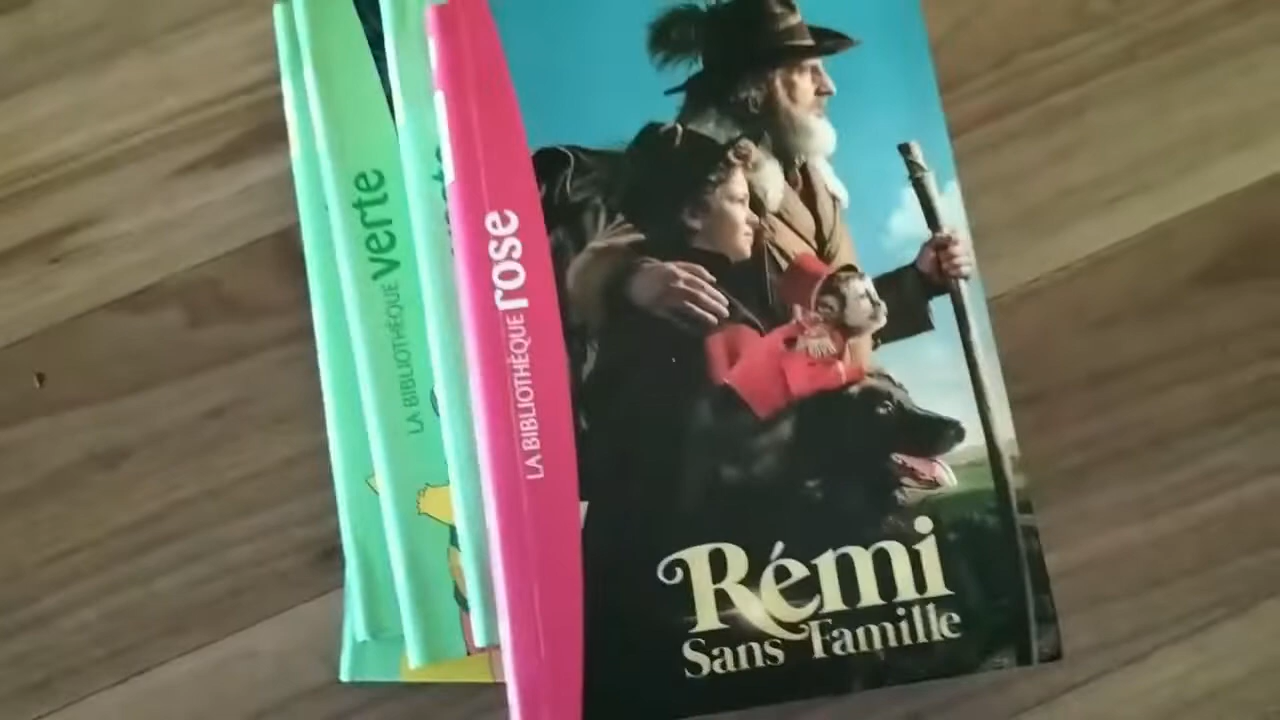 LA BIBLIOTHÈQUE verte
LA BIBLIOTHÈQUE rose
Rémi
Sans Famille